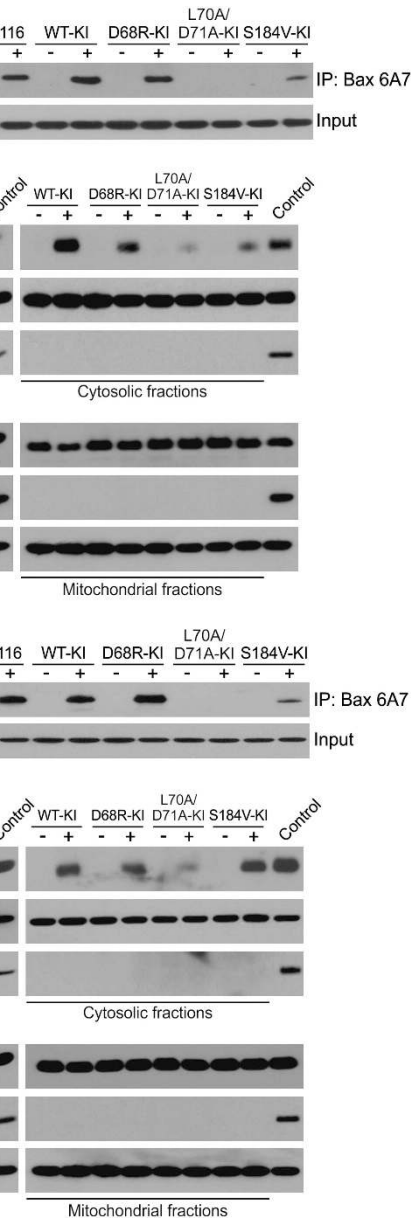 L70A/
116 WT-KI D68R-KI D71A-KI S184V-KI
+ - + - + - + - +
IP: Bax 6A7
Input
L70A/
WT-KI D68R-KI D71A-KI S184V-KI Control
- + - + - + - +
Cytosolic fractions
Mitochondrial fractions
L70A/
116 WT-KI D68R-KI D71A-KI S184V-KI
+ - + - + - + - +
IP: Bax 6A7
Input
L70A/
WT-KI D68R-KI D71A-KI S184V-KI Control
- + - + - + - +
Cytosolic fractions
Mitochondrial fractions